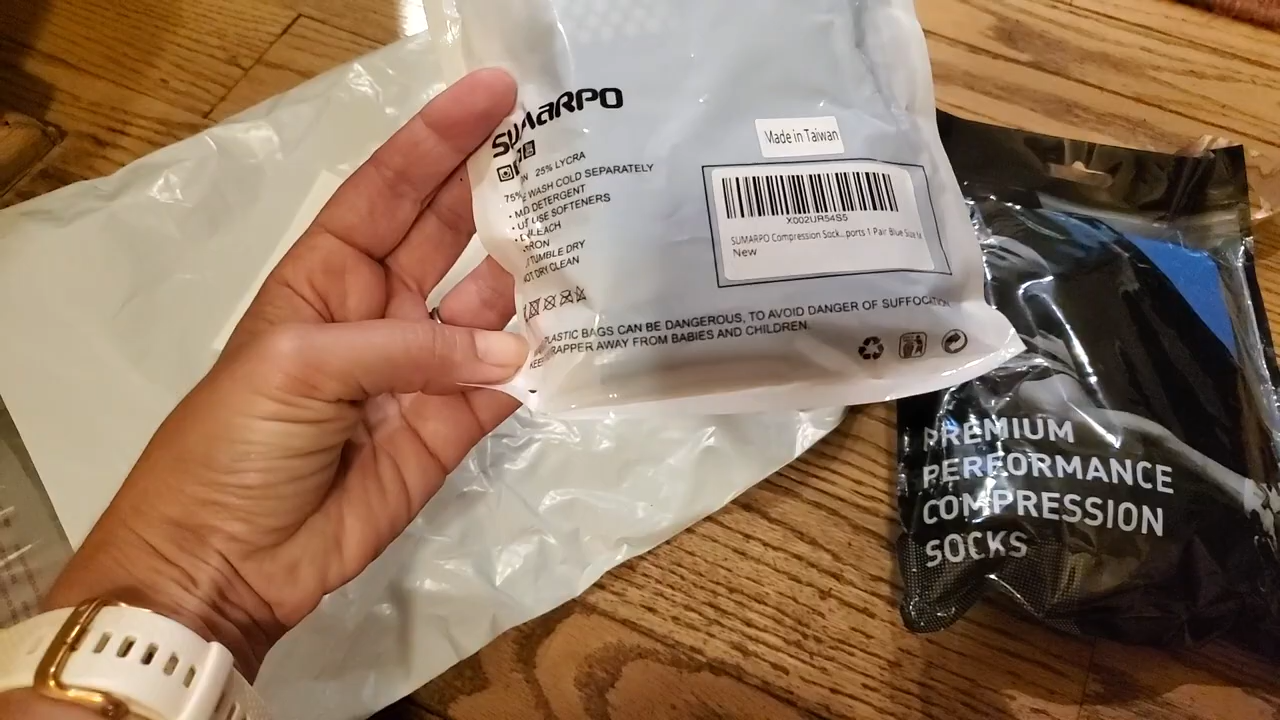 SUMaRPO
Made in Taiwan
25% LYCRA
75%
WASH COLD SEPARATELY
DETERGENT
USE SOFTENERS
TUMBLE DRY
DRY CLEAN
X002UR54S5
SUMARPO Compression Sock...ports 1 Pair Blue Size
New
PLASTIC BAGS CAN BE DANGEROUS, TO AVOID DANGER OF
WRAPPER AWAY FROM BABIES AND CHILDREN.
PREMIUM
PERFORMANCE
COMPRESSION
SOCKS